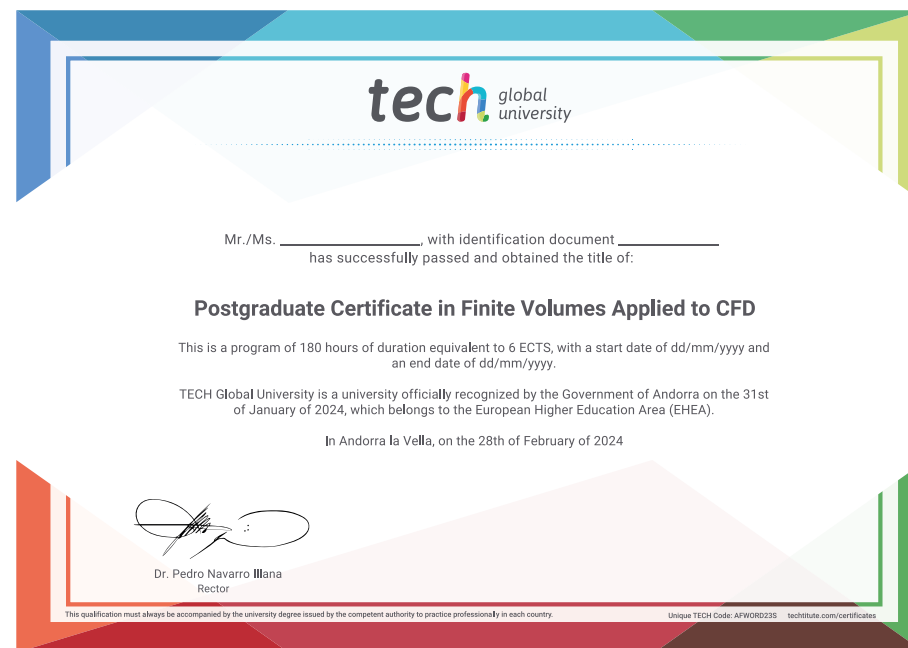 tech global university
Mr./Ms. ____________, with identification document ____________
has successfully passed and obtained the title of:
Postgraduate Certificate in Finite Volumes Applied to CFD
This is a program of 180 hours of duration equivalent to 6 ECTS, with a start date of dd/mm/yyyy and
an end date of dd/mm/yyyy.
TECH Global University is a university officially recognized by the Government of Andorra on the 31st
of January of 2024, which belongs to the European Higher Education Area (EHEA).
In Andorra la Vella, on the 28th of February of 2024
Dr. Pedro Navarro Illana
Rector
This qualification must always be accompanied by the university degree issued by the competent authority to practice professionally in each country.
Unique TECH Code: AFWORD23S techtitute.com/certificates